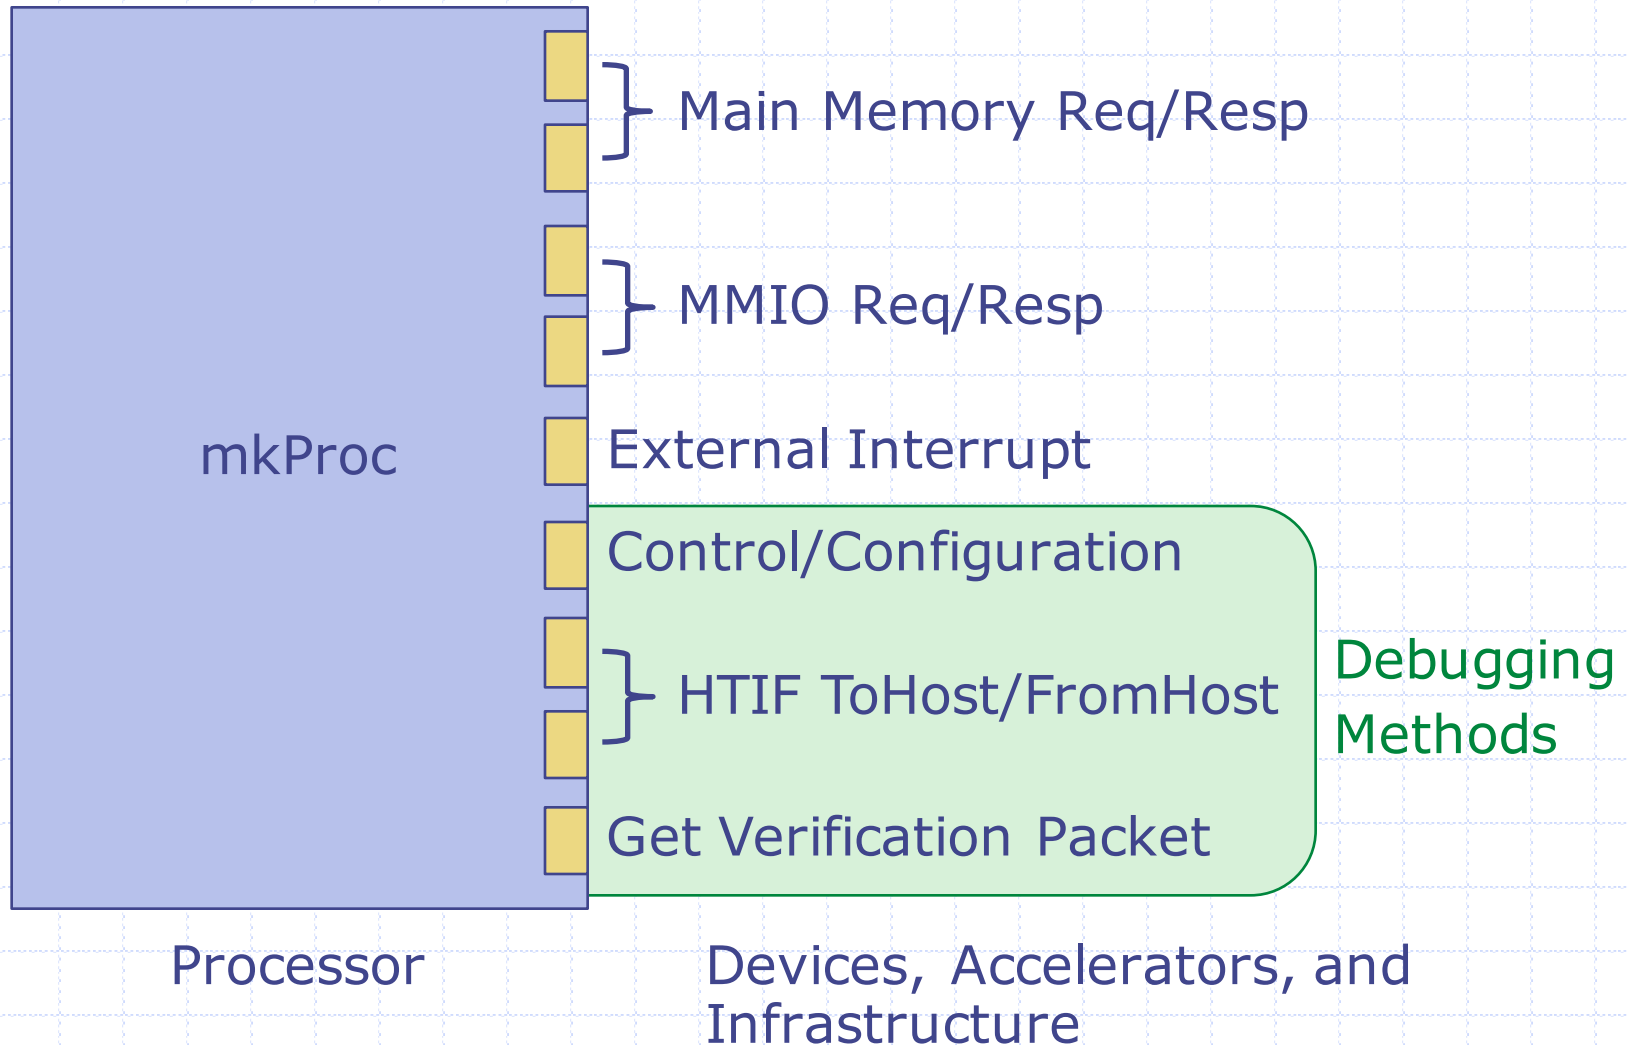 Main Memory Req/Resp
MMIO Req/Resp
mkProc
External Interrupt
Control/Configuration
HTIF ToHost/FromHost
Debugging
Methods
Get Verification Packet
Processor
Devices, Accelerators, and
Infrastructure